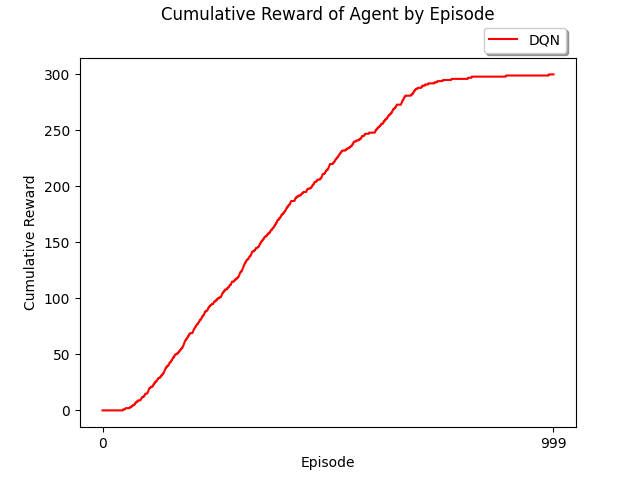 Cumulative Reward of Agent by Episode
DQN
300
250
200
150
100
50
0
Cumulative Reward
0
999
Episode